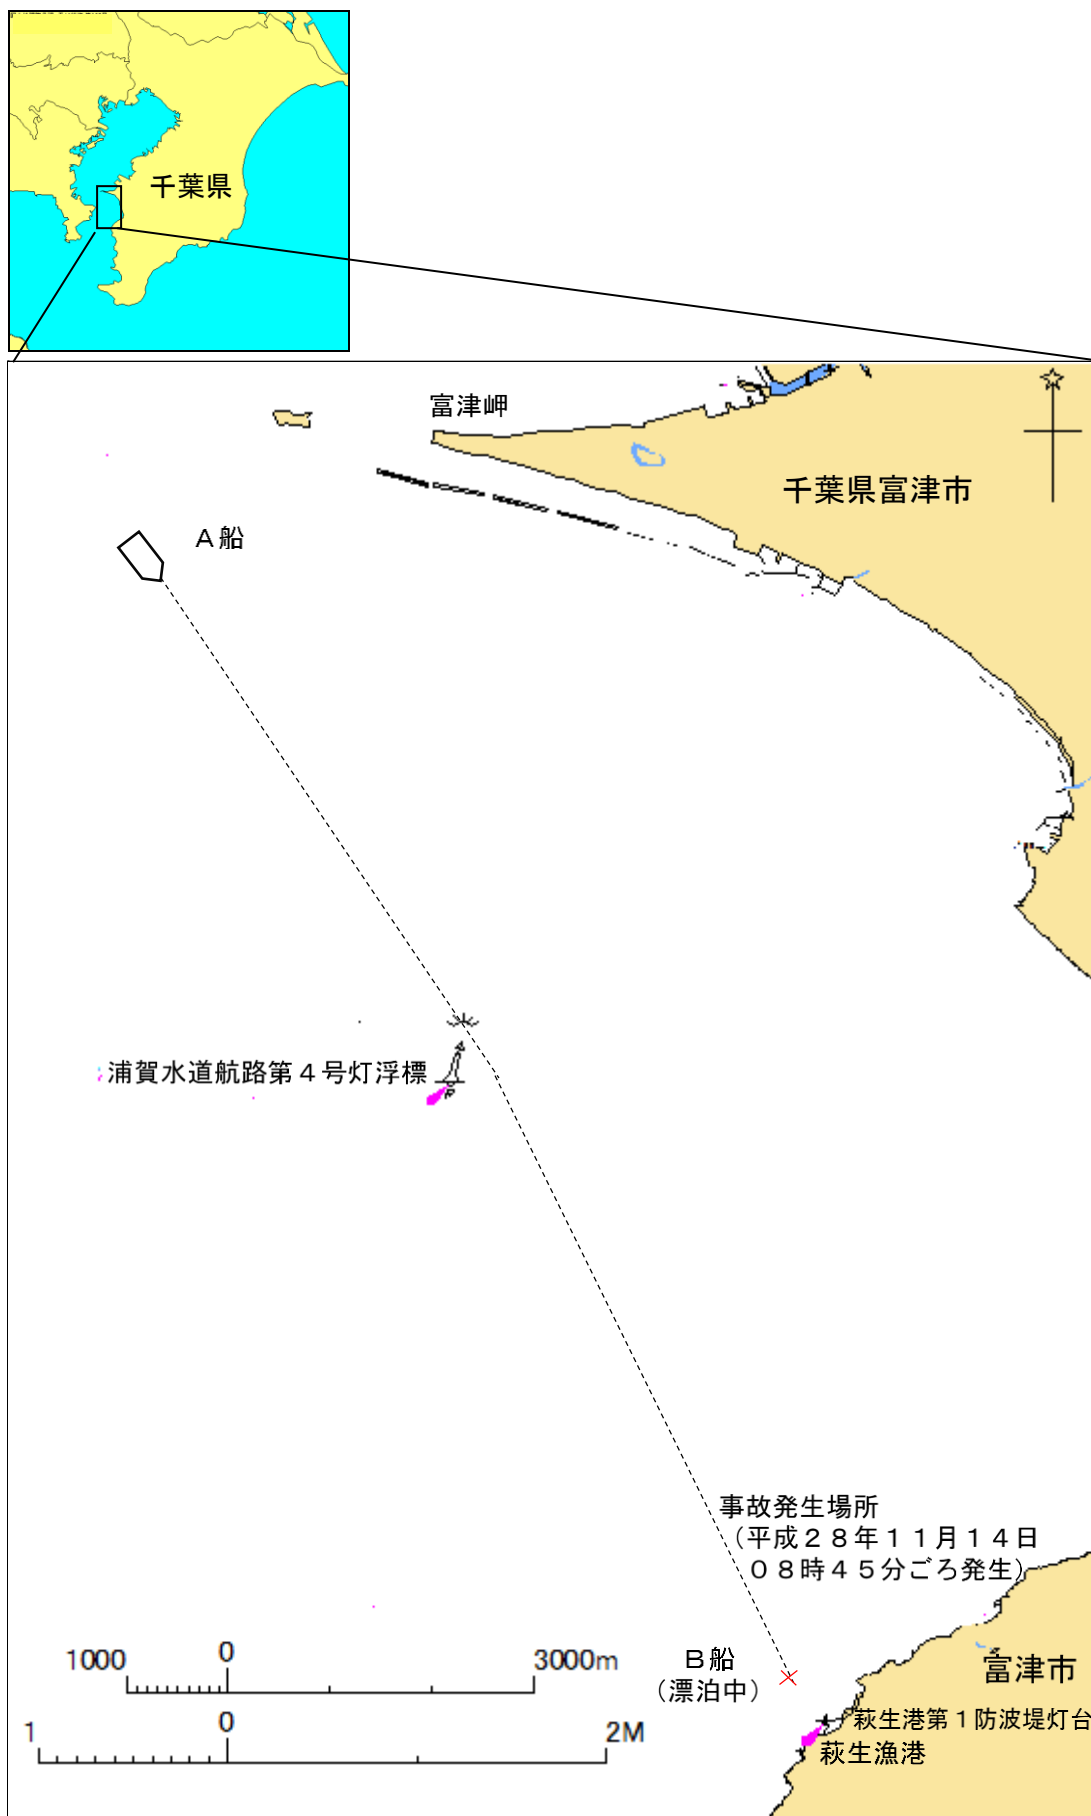 千葉県
富津岬
千葉県富津市
Ａ船
浦賀水道航路第４号灯浮標
事故発生場所
（平成２８年１１月１４日
０８時４５分ごろ発生）
1000 0 3000m
Ｂ船
（漂泊中）
富津市
1 0 2M
萩生港第１防波堤灯台
萩生漁港